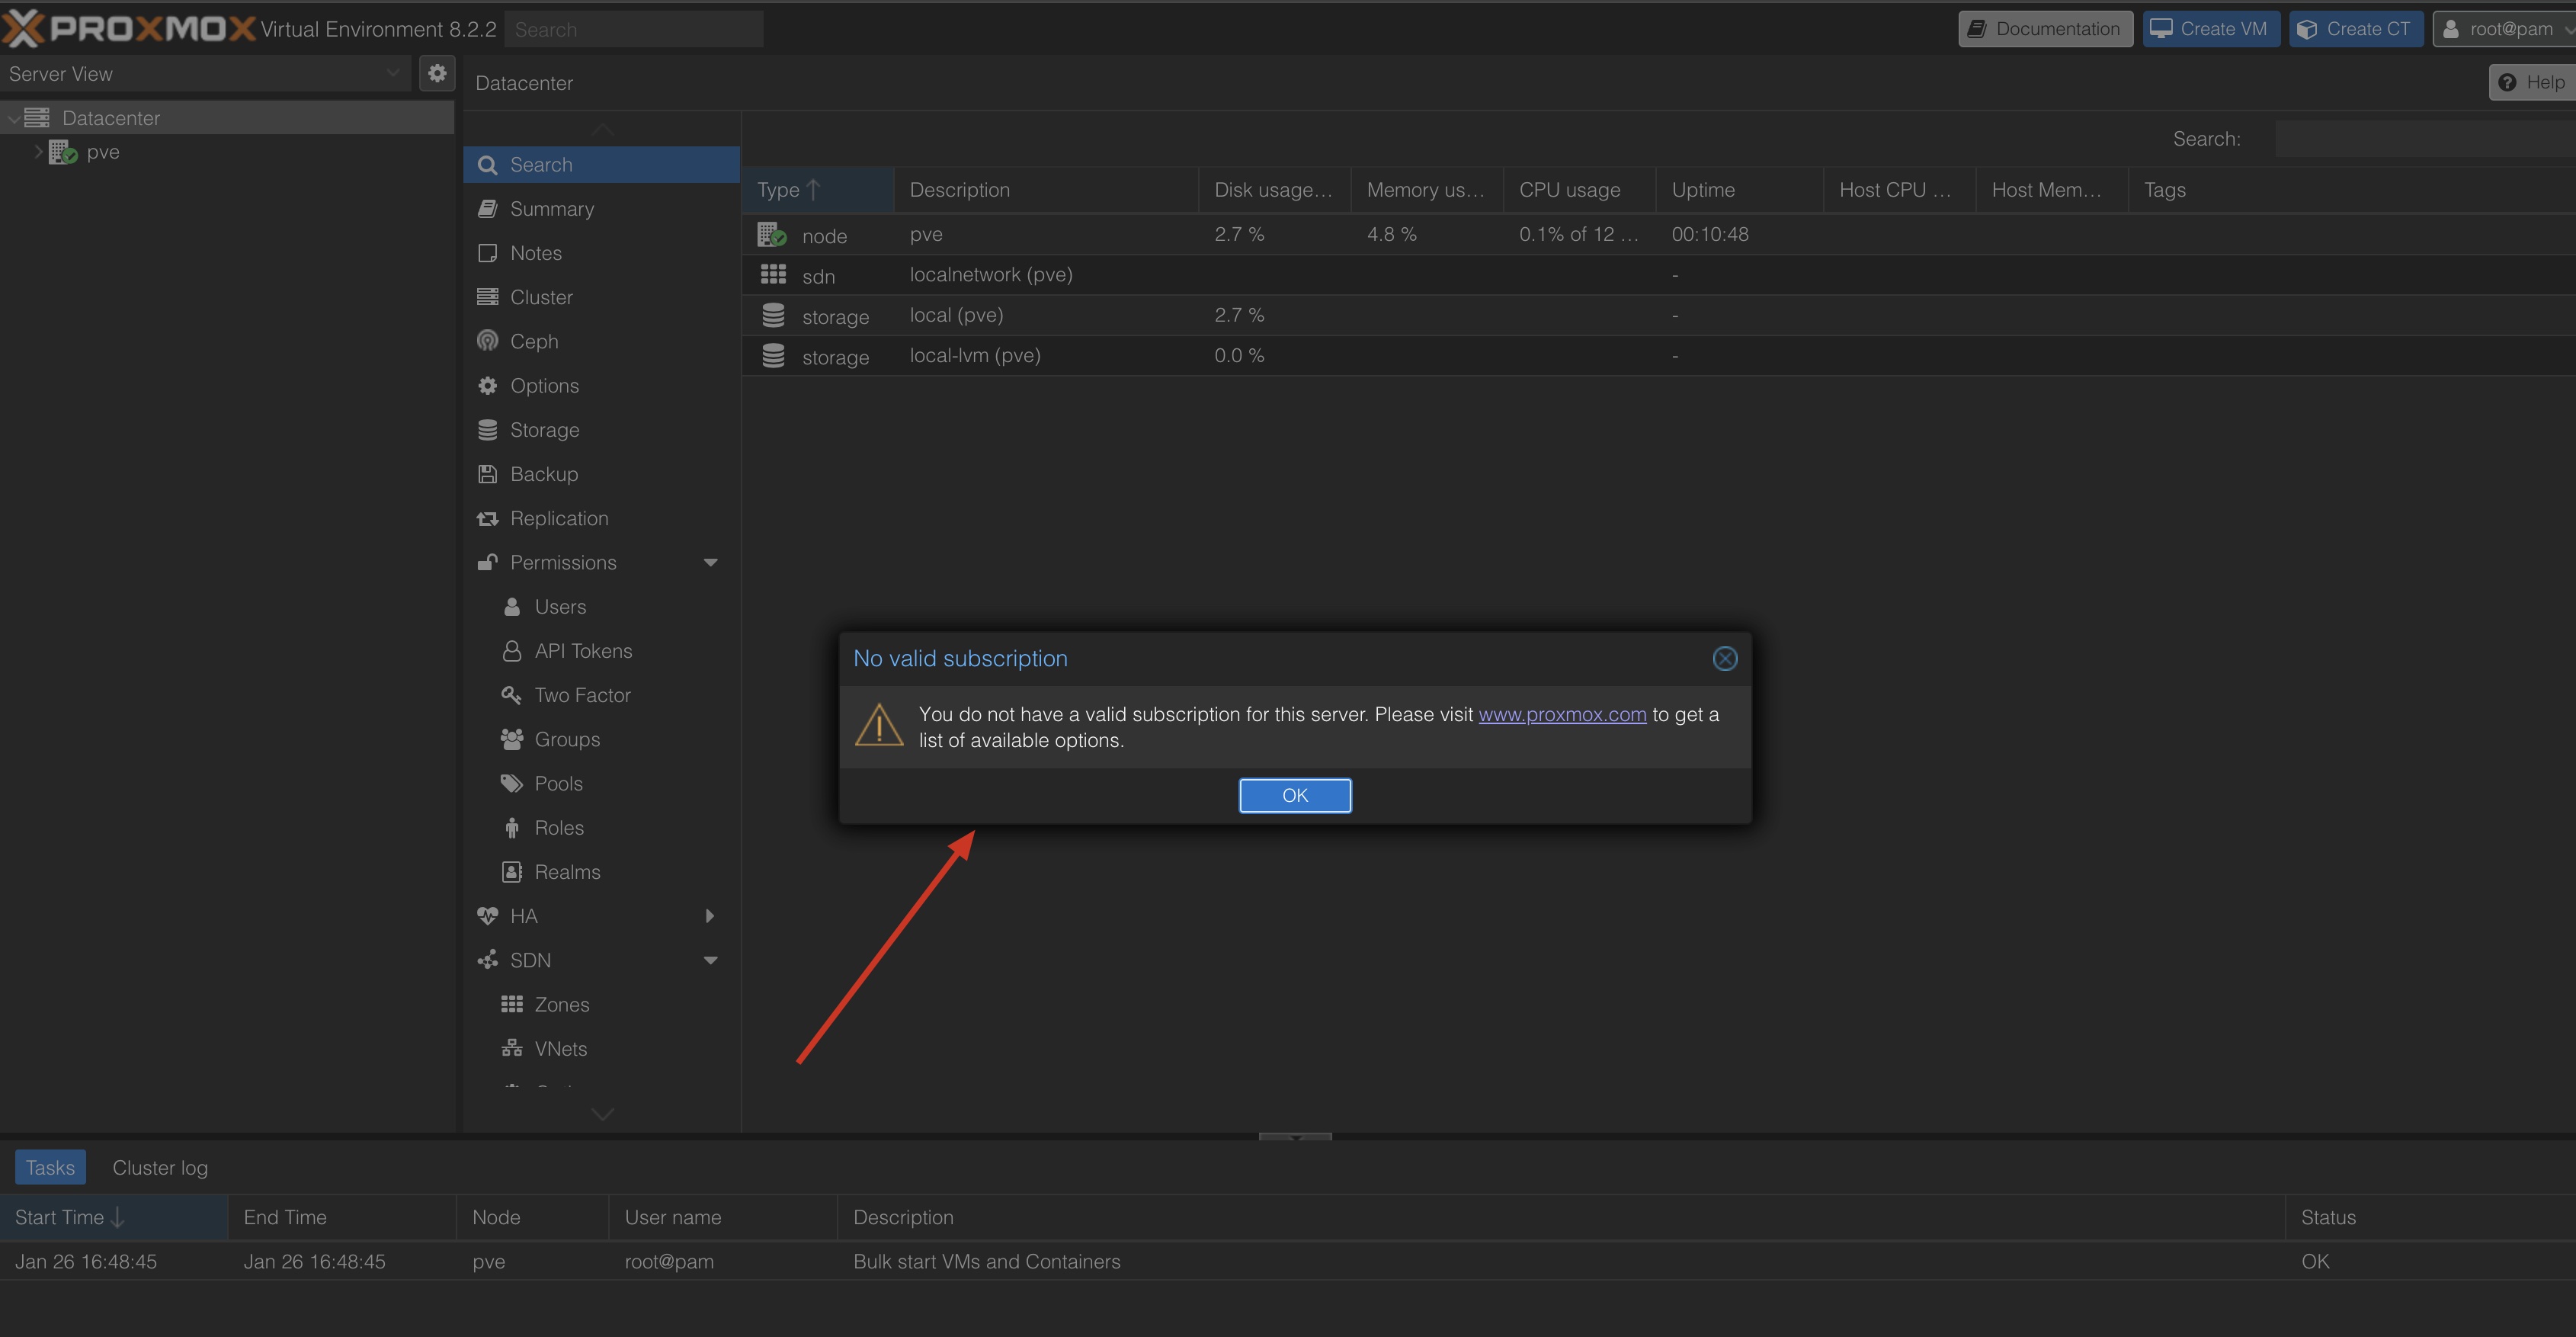 PROXMOX Virtual Environment 8.2.2 Search Documentation Create VM Create CT root@pam
Server View
Datacenter
pve
Datacenter
Help
Search
Summary
Notes
Cluster
Ceph
Options
Storage
Backup
Replication
Permissions
Users
API Tokens
Two Factor
Groups
Pools
Roles
Realms
HA
SDN
Zones
VNets
Search:
Type Description Disk usage... Memory us... CPU usage Uptime Host CPU ... Host Mem... Tags
node pve 2.7 % 4.8 % 0.1% of 12 ... 00:10:48
sdn localnetwork (pve) -
storage local (pve) 2.7 % -
storage local-lvm (pve) 0.0 % -
No valid subscription
You do not have a valid subscription for this server. Please visit www.proxmox.com to get a
list of available options.
OK
Tasks Cluster log
Start Time End Time Node User name Description Status
Jan 26 16:48:45 Jan 26 16:48:45 pve root@pam Bulk start VMs and Containers OK